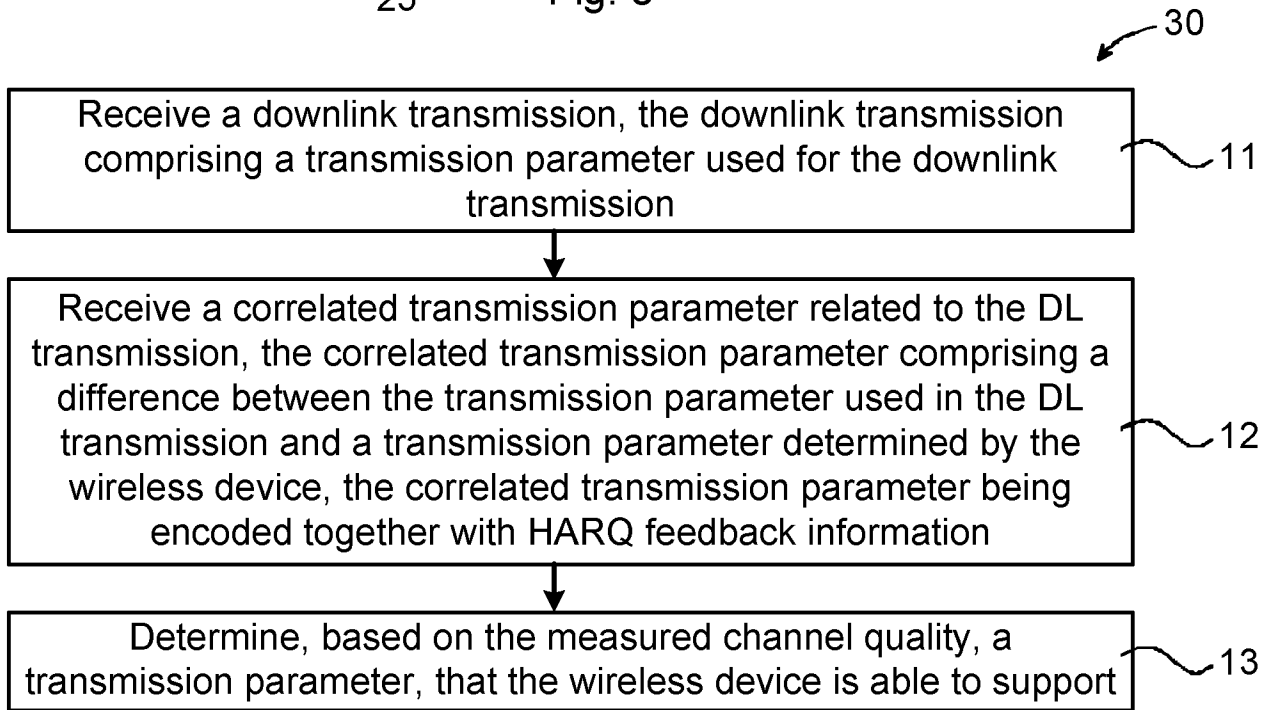 30
Receive a downlink transmission, the downlink transmission
comprising a transmission parameter used for the downlink
transmission
11
Receive a correlated transmission parameter related to the DL
transmission, the correlated transmission parameter comprising a
difference between the transmission parameter used in the DL
transmission and a transmission parameter determined by the
wireless device, the correlated transmission parameter being
encoded together with HARQ feedback information
12
Determine, based on the measured channel quality, a
transmission parameter, that the wireless device is able to support
13